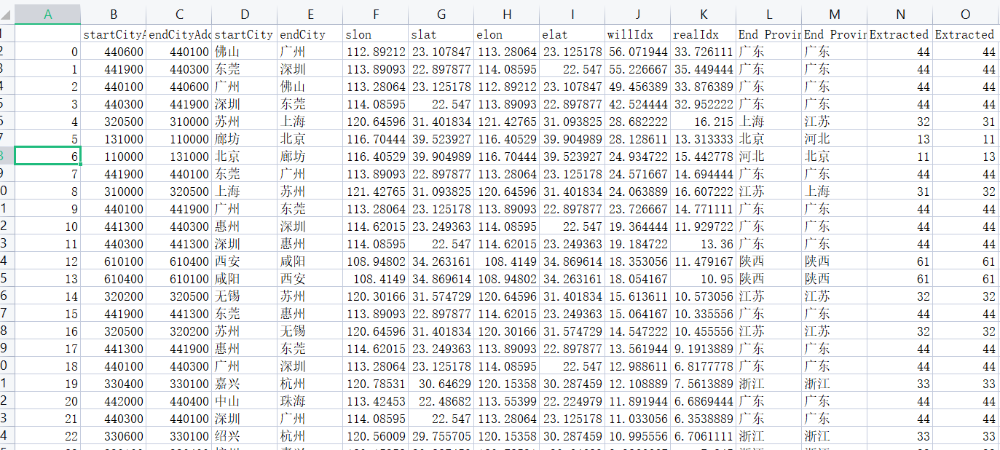 A B C D E F G H I J K L M N O
1 startCityA endCityAdd startCity endCity slon slat elon elat willIdx realIdx End Provin End Provin Extracted Extracted
2 0 440600 440100 佛山 广州 112.89212 23.107847 113.28064 23.125178 56.071944 33.726111 广东 广东 44 44
3 1 441900 440300 东莞 深圳 113.89093 22.897877 114.08595 22.547 55.226667 35.449444 广东 广东 44 44
4 2 440100 440600 广州 佛山 113.28064 23.125178 112.89212 23.107847 49.456389 33.876389 广东 广东 44 44
5 3 440300 441900 深圳 东莞 114.08595 22.547 113.89093 22.897877 42.524444 32.952222 广东 广东 44 44
5 4 320500 310000 苏州 上海 120.64596 31.401834 121.42765 31.093825 28.682222 16.215 上海 江苏 32 31
7 5 131000 110000 廊坊 北京 116.70444 39.523927 116.40529 39.904989 28.128611 13.313333 北京 河北 13 11
8 6 110000 131000 北京 廊坊 116.40529 39.904989 116.70444 39.523927 24.934722 15.442778 河北 北京 11 13
9 7 441900 440100 东莞 广州 113.89093 22.897877 113.28064 23.125178 24.571667 14.694444 广东 广东 44 44
0 8 310000 320500 上海 苏州 121.42765 31.093825 120.64596 31.401834 24.063889 16.607222 江苏 上海 31 32
1 9 440100 441900 广州 东莞 113.28064 23.125178 113.89093 22.897877 23.726667 14.771111 广东 广东 44 44
2 10 441300 440300 惠州 深圳 114.62015 23.249363 114.08595 22.547 19.364444 11.929722 广东 广东 44 44
3 11 440300 441300 深圳 惠州 114.08595 22.547 114.62015 23.249363 19.184722 13.36 广东 广东 44 44
4 12 610100 610400 西安 咸阳 108.94802 34.263161 108.4149 34.869614 18.353056 11.479167 陕西 陕西 61 61
5 13 610400 610100 咸阳 西安 108.4149 34.869614 108.94802 34.263161 18.054167 10.95 陕西 陕西 61 61
6 14 320200 320500 无锡 苏州 120.30166 31.574729 120.64596 31.401834 15.613611 10.573056 江苏 江苏 32 32
7 15 441900 441300 东莞 惠州 113.89093 22.897877 114.62015 23.249363 15.064167 10.335556 广东 广东 44 44
8 16 320500 320200 苏州 无锡 120.64596 31.401834 120.30166 31.574729 14.547222 10.455556 江苏 江苏 32 32
9 17 441300 441900 惠州 东莞 114.62015 23.249363 113.89093 22.897877 13.561944 9.1913889 广东 广东 44 44
0 18 440100 440300 广州 深圳 113.28064 23.125178 114.08595 22.547 12.988611 6.8177778 广东 广东 44 44
1 19 330400 330100 嘉兴 杭州 120.78531 30.64629 120.15358 30.287459 12.108889 7.5613889 浙江 浙江 33 33
2 20 442000 440400 中山 珠海 113.42453 22.48682 113.55399 22.224979 11.891944 6.6869444 广东 广东 44 44
3 21 440300 440100 深圳 广州 114.08595 22.547 113.28064 23.125178 11.033056 6.3538889 广东 广东 44 44
4 22 330600 330100 绍兴 杭州 120.56009 29.755705 120.15358 30.287459 10.995556 6.7061111 浙江 浙江 33 33